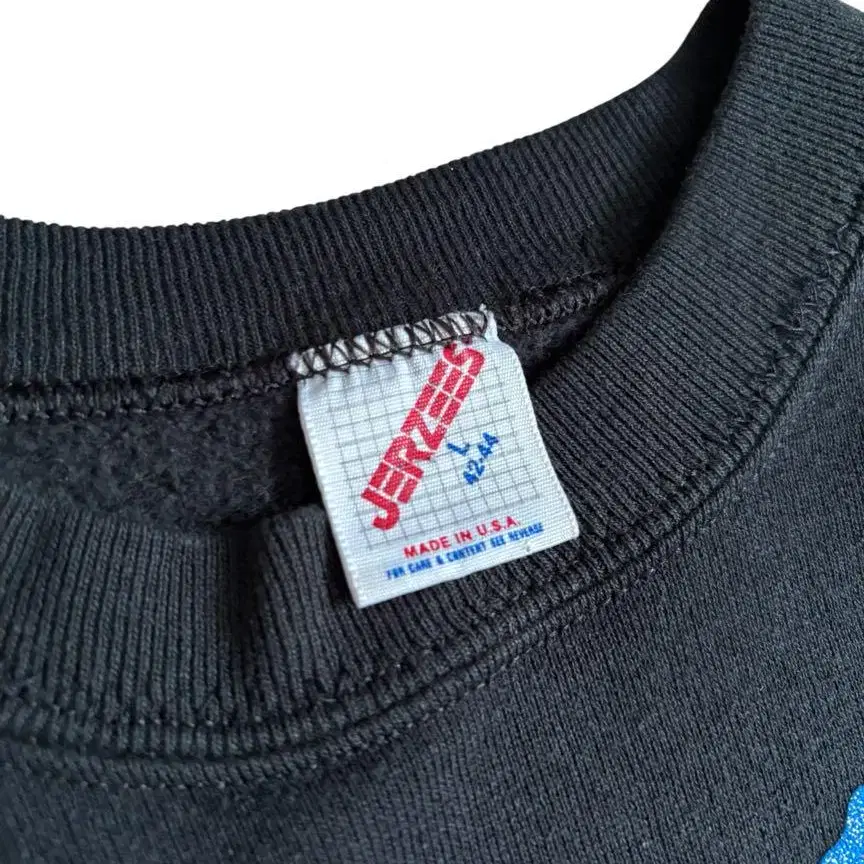 JERZEES
L
42-44
MADE IN U.S.A.
FOR CARE & CONTENT SEE REVERSE